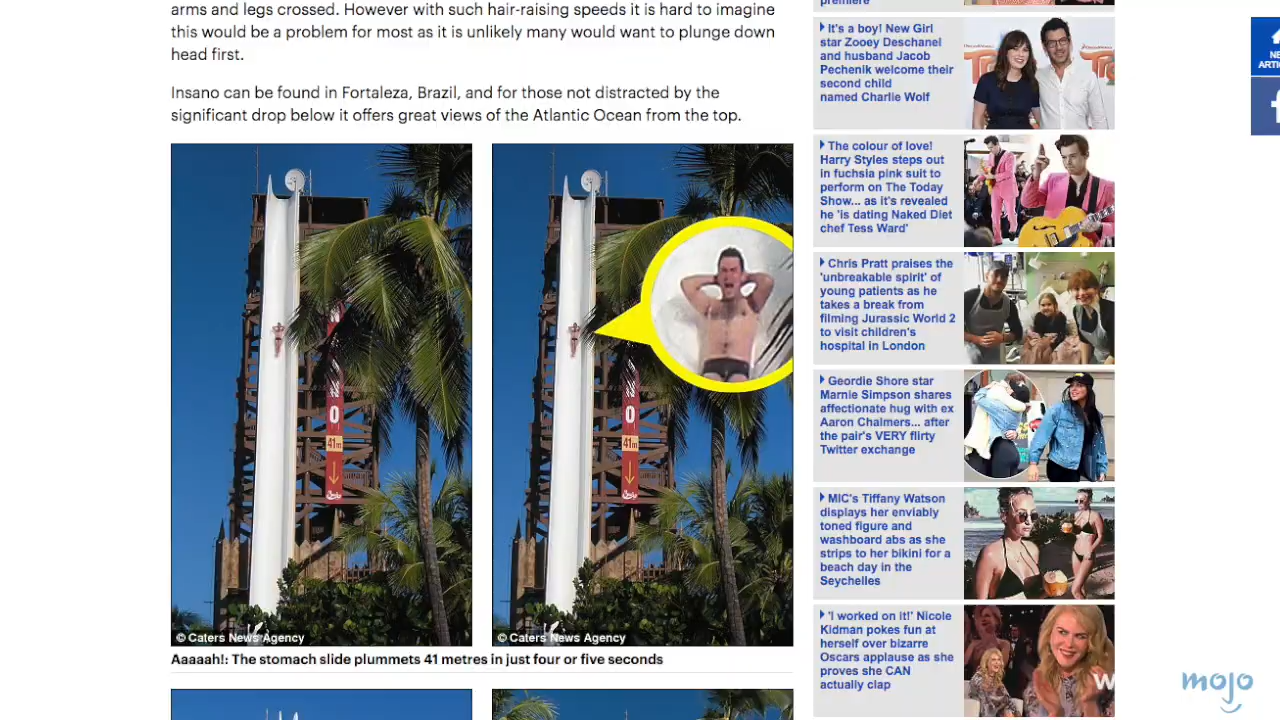 arms and legs crossed. However with such hair-raising speeds it is hard to imagine
this would be a problem for most as it is unlikely many would want to plunge down
head first.
Insano can be found in Fortaleza, Brazil, and for those not distracted by the
significant drop below it offers great views of the Atlantic Ocean from the top.
0
41m
0
41m
© Caters News Agency
© Caters News Agency
Aaaaah!: The stomach slide plummets 41 metres in just four or five seconds
premiere
It's a boy! New Girl
star Zooey Deschanel
and husband Jacob
Pechenik welcome their
second child
named Charlie Wolf
The colour of love!
Harry Styles steps out
in fuchsia pink suit to
perform on The Today
Show... as it's revealed
he 'is dating Naked Diet
chef Tess Ward'
Chris Pratt praises the
'unbreakable spirit' of
young patients as he
takes a break from
filming Jurassic World 2
to visit children's
hospital in London
Geordie Shore star
Marnie Simpson shares
affectionate hug with ex
Aaron Chalmers... after
the pair's VERY flirty
Twitter exchange
MIC's Tiffany Watson
displays her enviably
toned figure and
washboard abs as she
strips to her bikini for a
beach day in the
Seychelles
'I worked on it!' Nicole
Kidman pokes fun at
herself over bizarre
Oscars applause as she
proves she CAN
actually clap
W
NE
ARTIC
f
mojo